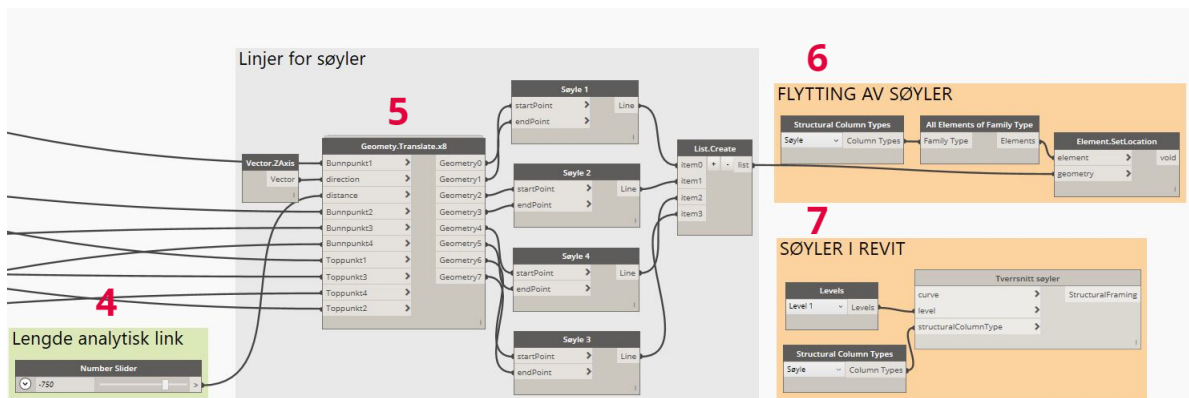 Linjer for søyler
5
Geomety.Translate.x8
Bunnpunkt1 > Geometry0
direction > Geometry1
distance > Geometry2
Bunnpunkt2 > Geometry3
Bunnpunkt3 > Geometry4
Bunnpunkt4 > Geometry5
Toppunkt1 > Geometry6
Toppunkt3 > Geometry7
Toppunkt4 >
Toppunkt2 >
Vector.ZAxis
Vector
4
Lengde analytisk link
Number Slider
-750 >
Søyle 1
startPoint > Line
endPoint >
Søyle 2
startPoint > Line
endPoint >
Søyle 4
startPoint > Line
endPoint >
Søyle 3
startPoint > Line
endPoint >
List.Create
item0 + - list
item1
item2
item3
6
FLYTTING AV SØYLER
Structural Column Types
Søyle Column Types
All Elements of Family Type
Family Type Elements
Element.SetLocation
element > void
geometry >
7
SØYLER I REVIT
Levels
Level 1 Levels
Structural Column Types
Søyle Column Types
Tverrsnitt søyler
curve > StructuralFraming
level >
structuralColumnType >